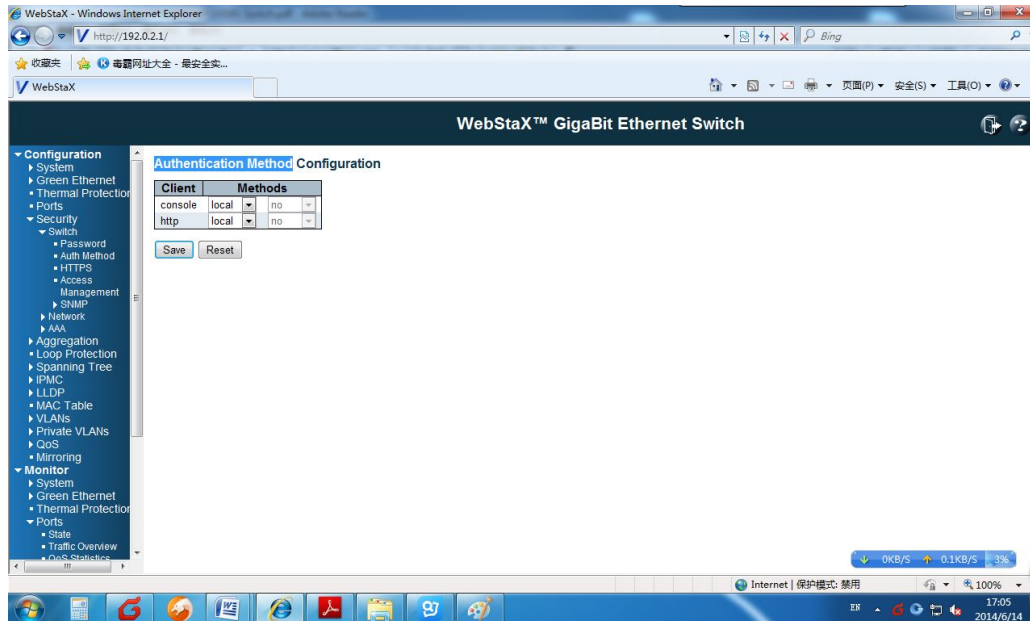 WebStaX - Windows Internet Explorer
http://192.0.2.1/
Bing
收藏夹
毒霸网址大全 - 最安全实...
WebStaX
页面(P)
安全(S)
工具(O)
WebStaX™ GigaBit Ethernet Switch
Configuration
System
Green Ethernet
Thermal Protection
Ports
Security
Switch
Password
Auth Method
HTTPS
Access
Management
SNMP
Network
AAA
Aggregation
Loop Protection
Spanning Tree
IPMC
LLDP
MAC Table
VLANs
Private VLANs
QoS
Mirroring
Monitor
System
Green Ethernet
Thermal Protection
Ports
State
Traffic Overview
QoS Statistics
Authentication Method Configuration
Client Methods
console local no
http local no
Save Reset
0KB/S 0.1KB/S 3%
Internet | 保护模式: 禁用
100%
EN
17:05
2014/6/14